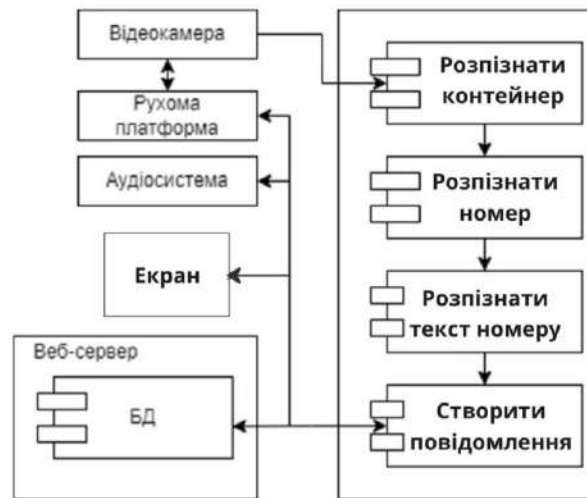 Відеокамера
Рухома
платформа
Аудіосистема
Екран
Веб-сервер
БД
Розпізнати
контейнер
Розпізнати
номер
Розпізнати
текст номеру
Створити
повідомлення